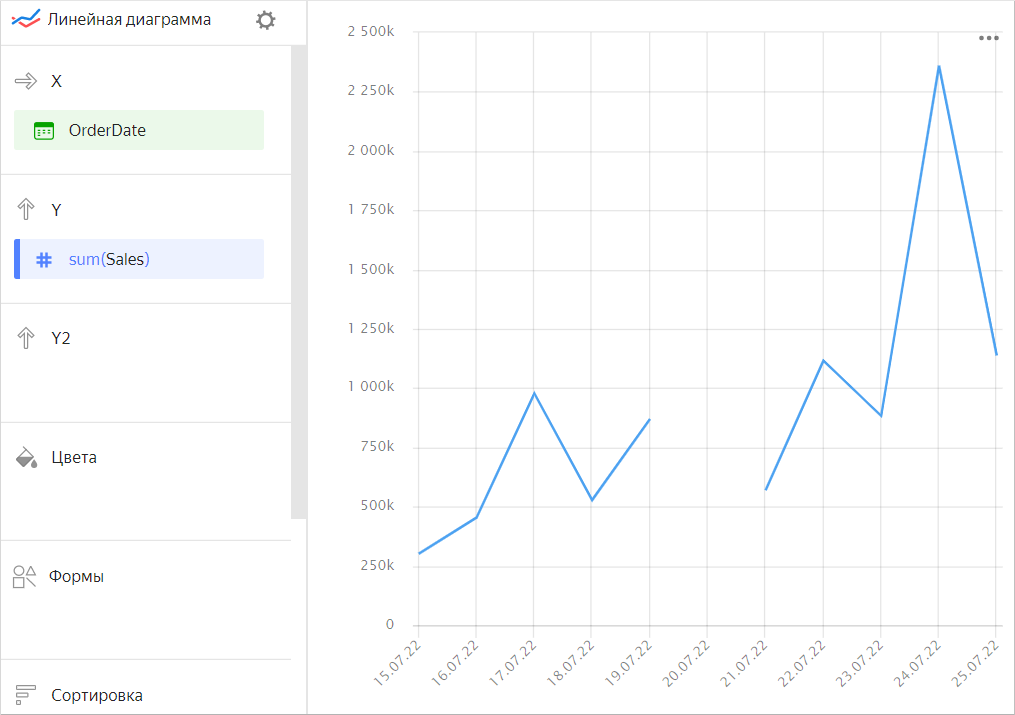 Линейная диаграмма
X
OrderDate
Y
sum(Sales)
Y2
Цвета
Формы
Сортировка
2 500k
2 250k
2 000k
1 750k
1 500k
1 250k
1 000k
750k
500k
250k
0
15.07.22
16.07.22
17.07.22
18.07.22
19.07.22
20.07.22
21.07.22
22.07.22
23.07.22
24.07.22
25.07.22